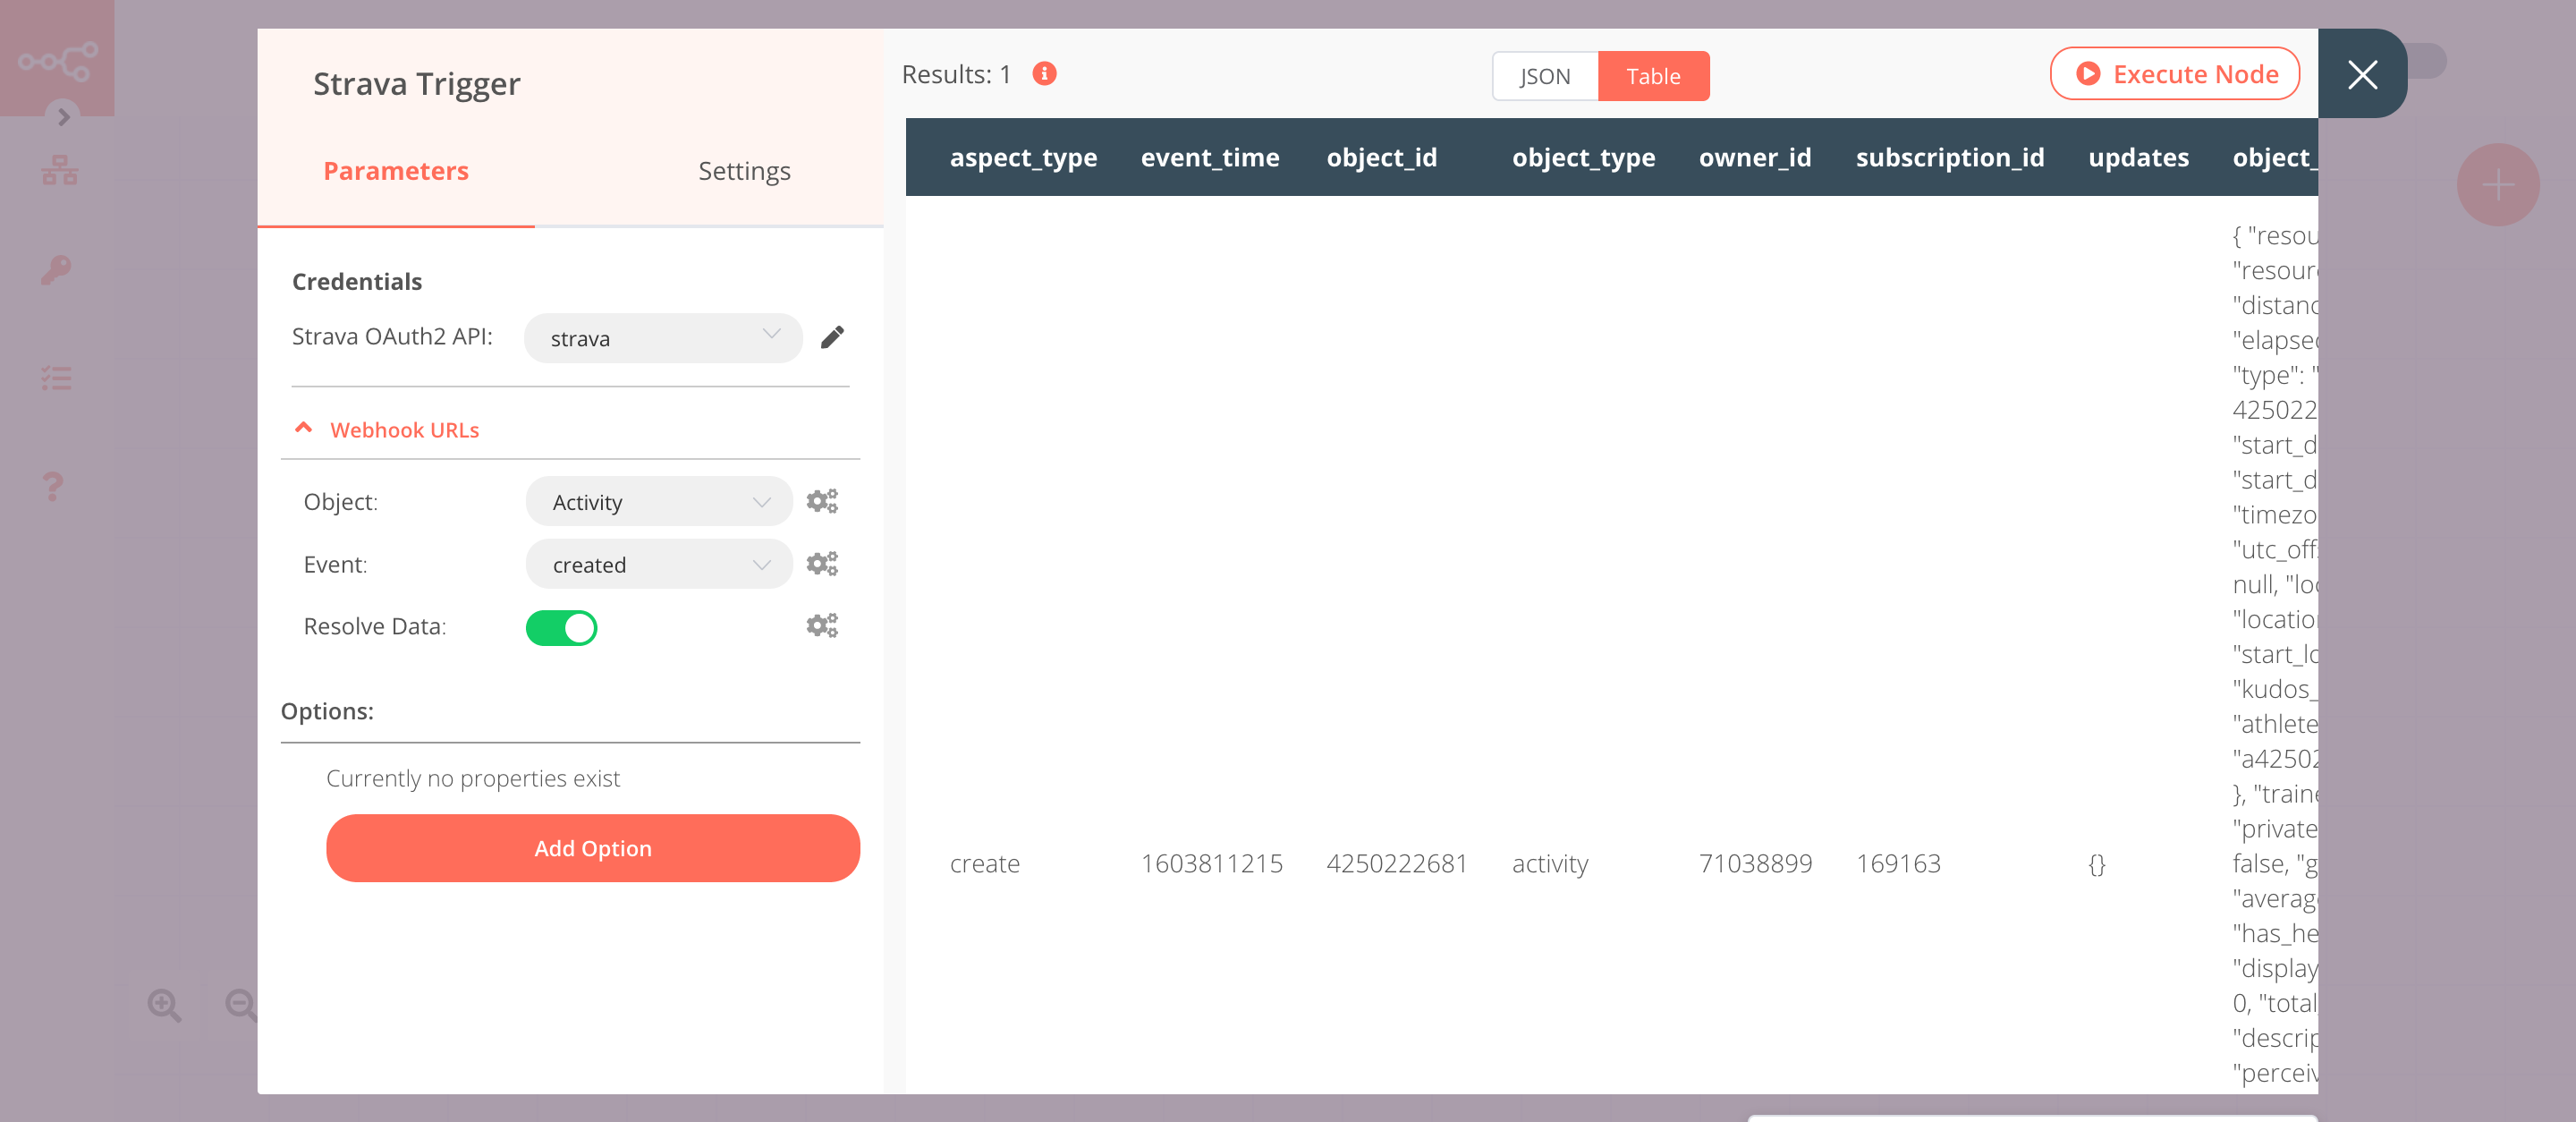 Strava Trigger
Parameters Settings
Credentials
Strava OAuth2 API: strava
Webhook URLs
Object: Activity
Event: created
Resolve Data:
Options:
Currently no properties exist
Add Option
Results: 1
JSON Table
Execute Node
aspect_type event_time object_id object_type owner_id subscription_id updates object_
create 1603811215 4250222681 activity 71038899 169163 {}
{ "resou
"resour
"distanc
"elapsed
"type": "
425022
"start_d
"start_d
"timezo
"utc_off
null, "loc
"location
"start_lo
"kudos_
"athlete
"a42502
}, "traine
"private
false, "g
"averag
"has_he
"display
0, "total
"descrip
"perceiv